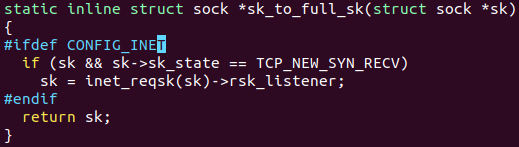 static inline struct sock *sk_to_full_sk(struct sock *sk)
{
#ifdef CONFIG_INET
  if (sk && sk->sk_state == TCP_NEW_SYN_RECV)
    sk = inet_reqsk(sk)->rsk_listener;
#endif
  return sk;
}